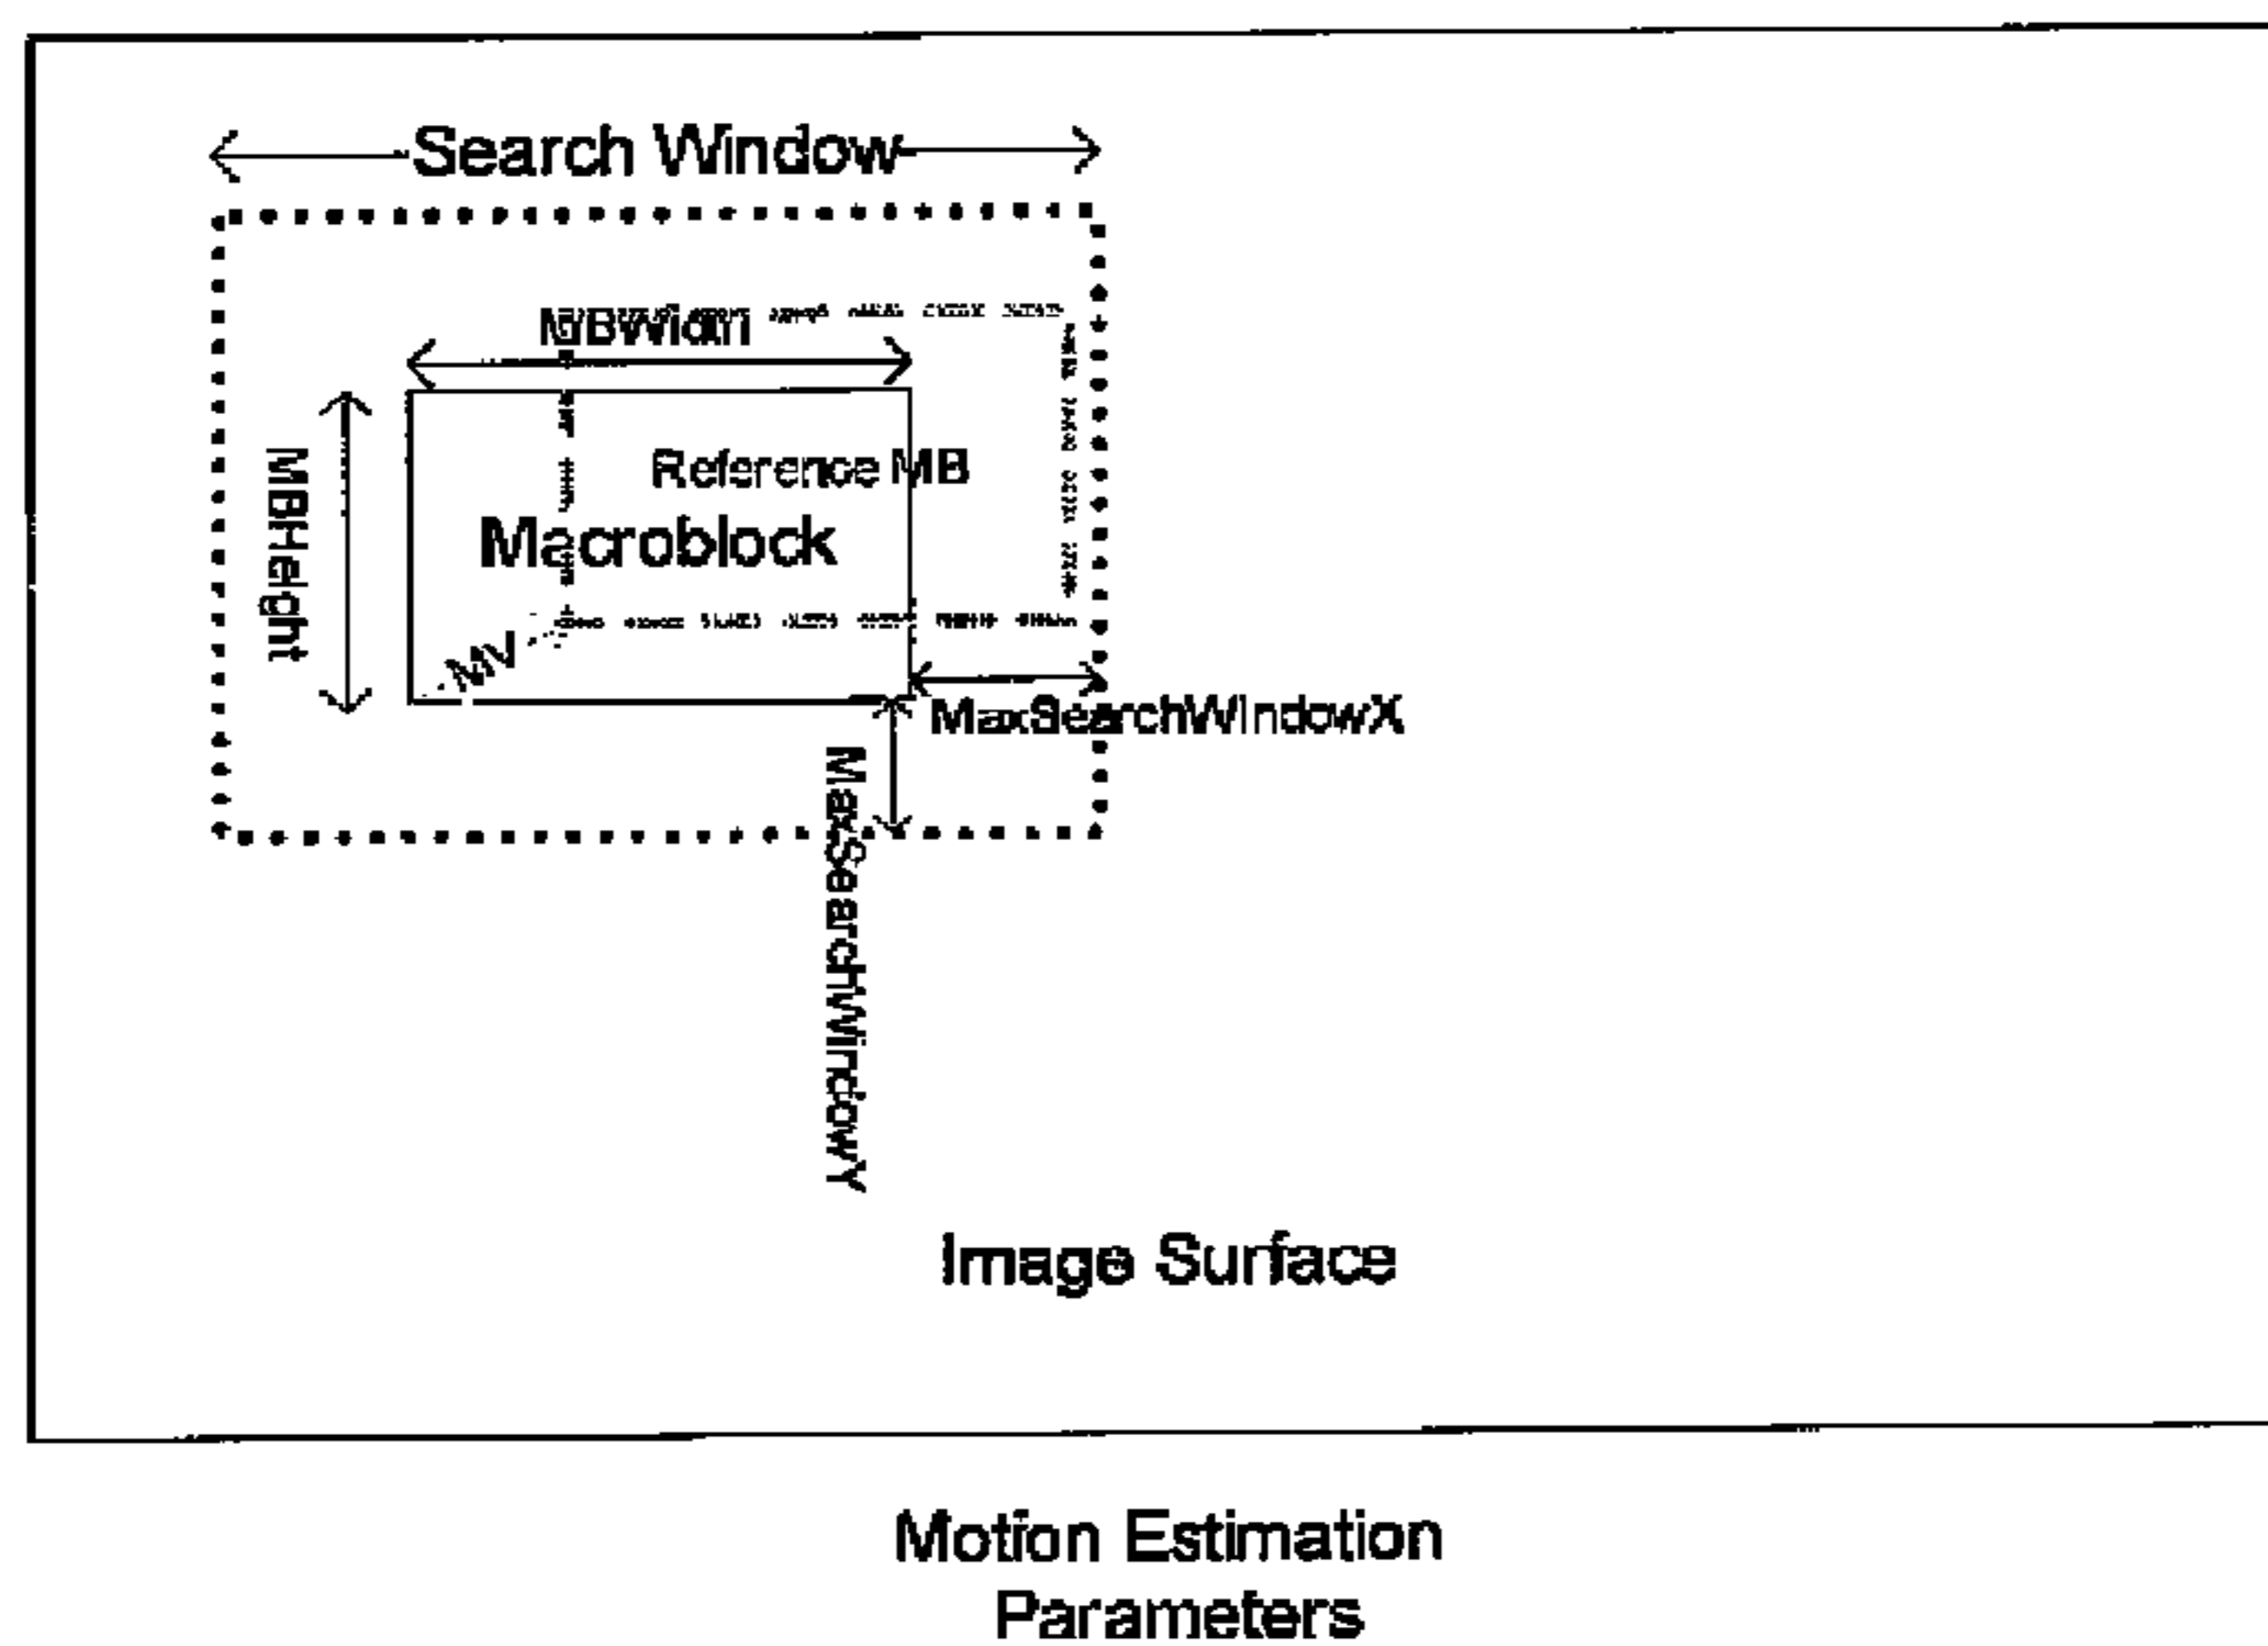 Search Window
MBWidth
MBHeight
Reference MB
Macroblock
MV
MaxSearchWindowX
MaxSearchWindowY
Image Surface
Motion Estimation
Parameters